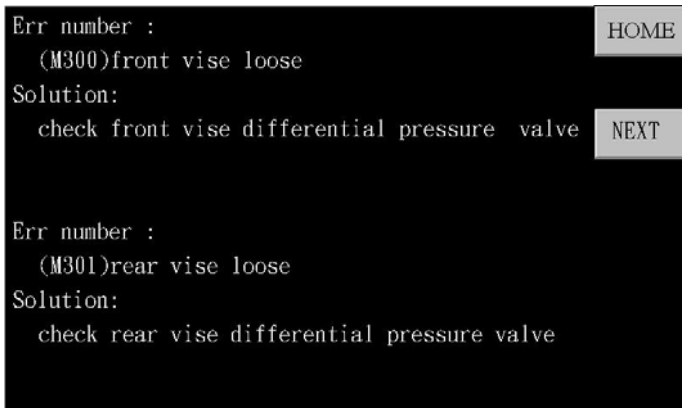 Err number :
(M300)front vise loose
Solution:
check front vise differential pressure valve
Err number :
(M301)rear vise loose
Solution:
check rear vise differential pressure valve
HOME
NEXT